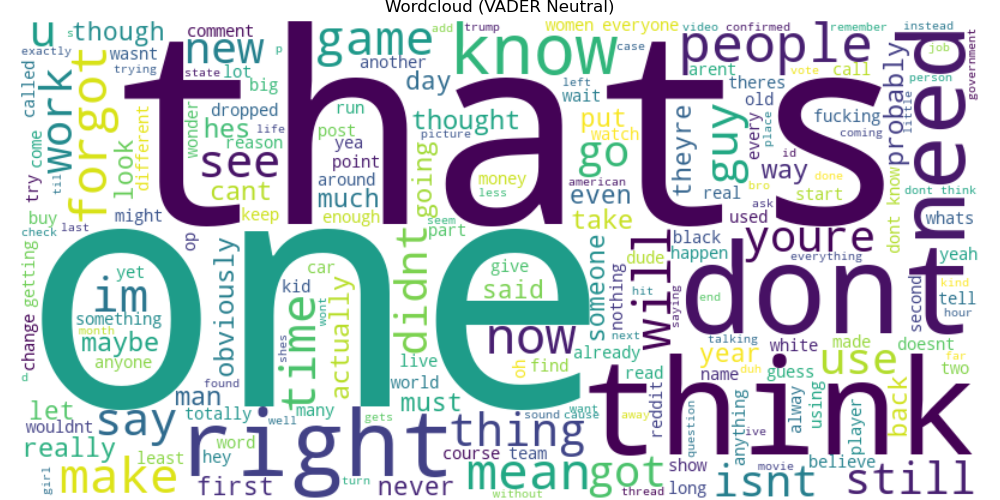 Wordcloud (VADER Neutral)
u
though
wasnt
exactly
trying
s
comment
new
state
lot
p
big
another
game
add
trump
know
women
everyone
case
video
confirmed
remember
instead
people
arent
vote
call
job
person
government
called
work
forgot
come
try
til
look
different
wonder
dropped
hes
reason
life
see
cant
keep
might
buy
check
last
thats
day
run
post
yea
point
around
much
enough
thought
picture
going
money
less
seem
part
left
wait
put
watch
go
american
even
take
theyre
guy
real
theres
old
every
place
id
way
bro
ask
used
done
start
fucking
coming
probably
little
dont know
dont think
need
whats
yeah
kind
tell
hour
getting
change
op
yet
im
something
month
maybe
anyone
d
one
obviously
found
man
kid
car
time
shes
wont
actually
didnt
live
world
must
give
said
now
oh
find
already
next
someone
nothing
hit
will
saying
dude
black
happen
end
youre
everything
dont
second
talking
year
name
duh
white
guess
made
use
doesnt
far
two
let
wouldnt
really
say
totally
hey
word
least
girl
make
first
right
well
many
gets
turn
never
course
team
thing
sound
cause
want
mean
without
got
away
thread
read
reddit
show
long
question
live
think
anything
movie
isnt
always
using
believe
player
back
still